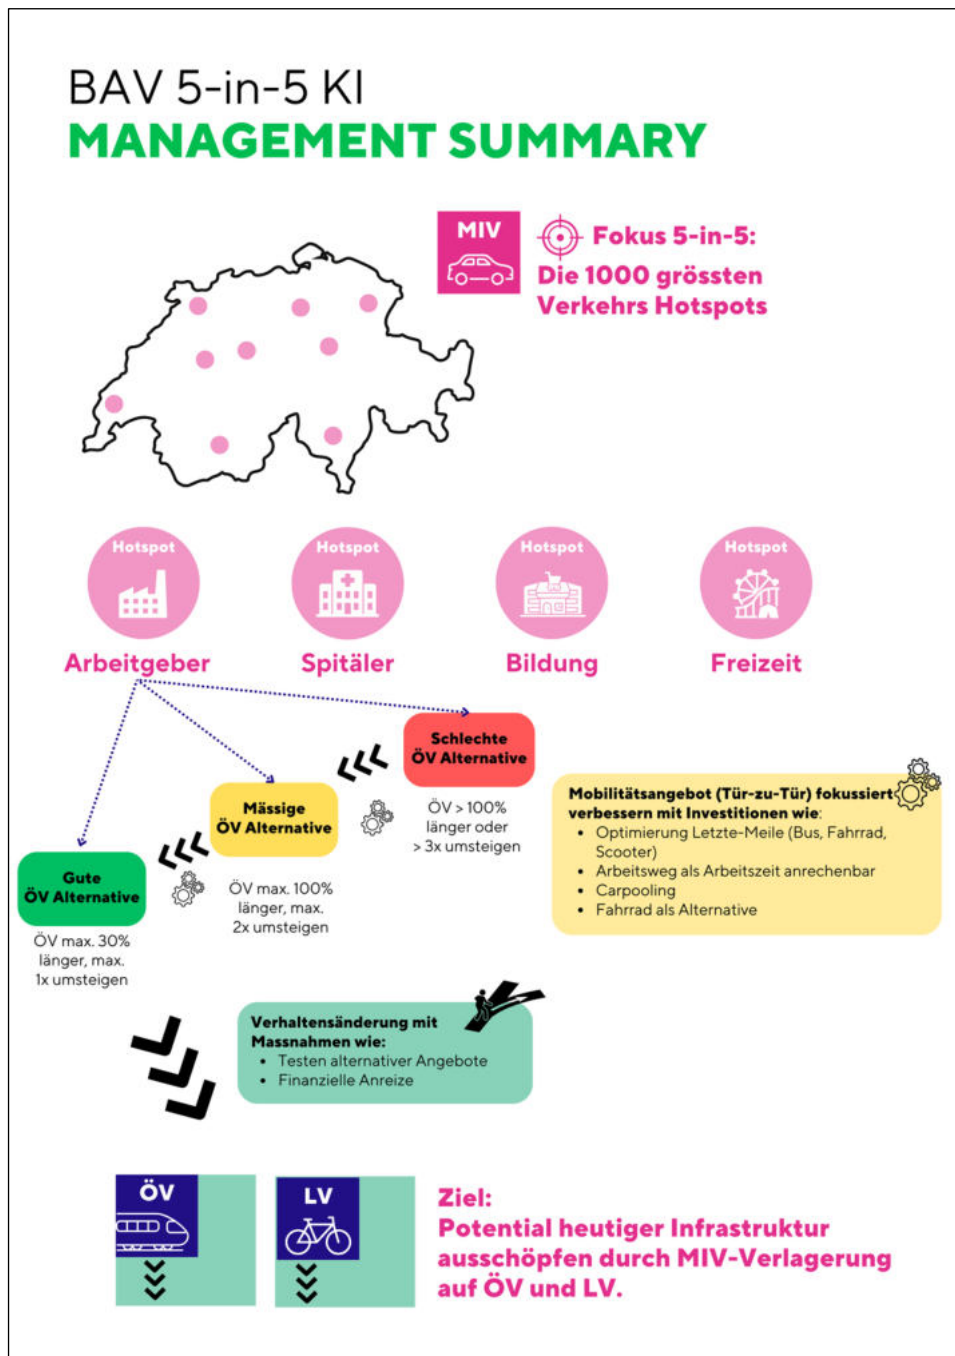 BAV 5-in-5 KI
MANAGEMENT SUMMARY
MIV
Fokus 5-in-5:
Die 1000 grössten
Verkehrs Hotspots
Hotspot
Hotspot
Hotspot
Hotspot
Arbeitgeber
Spitäler
Bildung
Freizeit
Schlechte
ÖV Alternative
ÖV > 100%
länger oder
> 3x umsteigen
Mässige
ÖV Alternative
ÖV max. 100%
länger, max.
2x umsteigen
Gute
ÖV Alternative
ÖV max. 30%
länger, max.
1x umsteigen
Mobilitätsangebot (Tür-zu-Tür) fokussiert
verbessern mit Investitionen wie:
• Optimierung Letzte-Meile (Bus, Fahrrad,
Scooter)
• Arbeitsweg als Arbeitszeit anrechenbar
• Carpooling
• Fahrrad als Alternative
Verhaltensänderung mit
Massnahmen wie:
• Testen alternativer Angebote
• Finanzielle Anreize
ÖV
LV
Ziel:
Potential heutiger Infrastruktur
ausschöpfen durch MIV-Verlagerung
auf ÖV und LV.